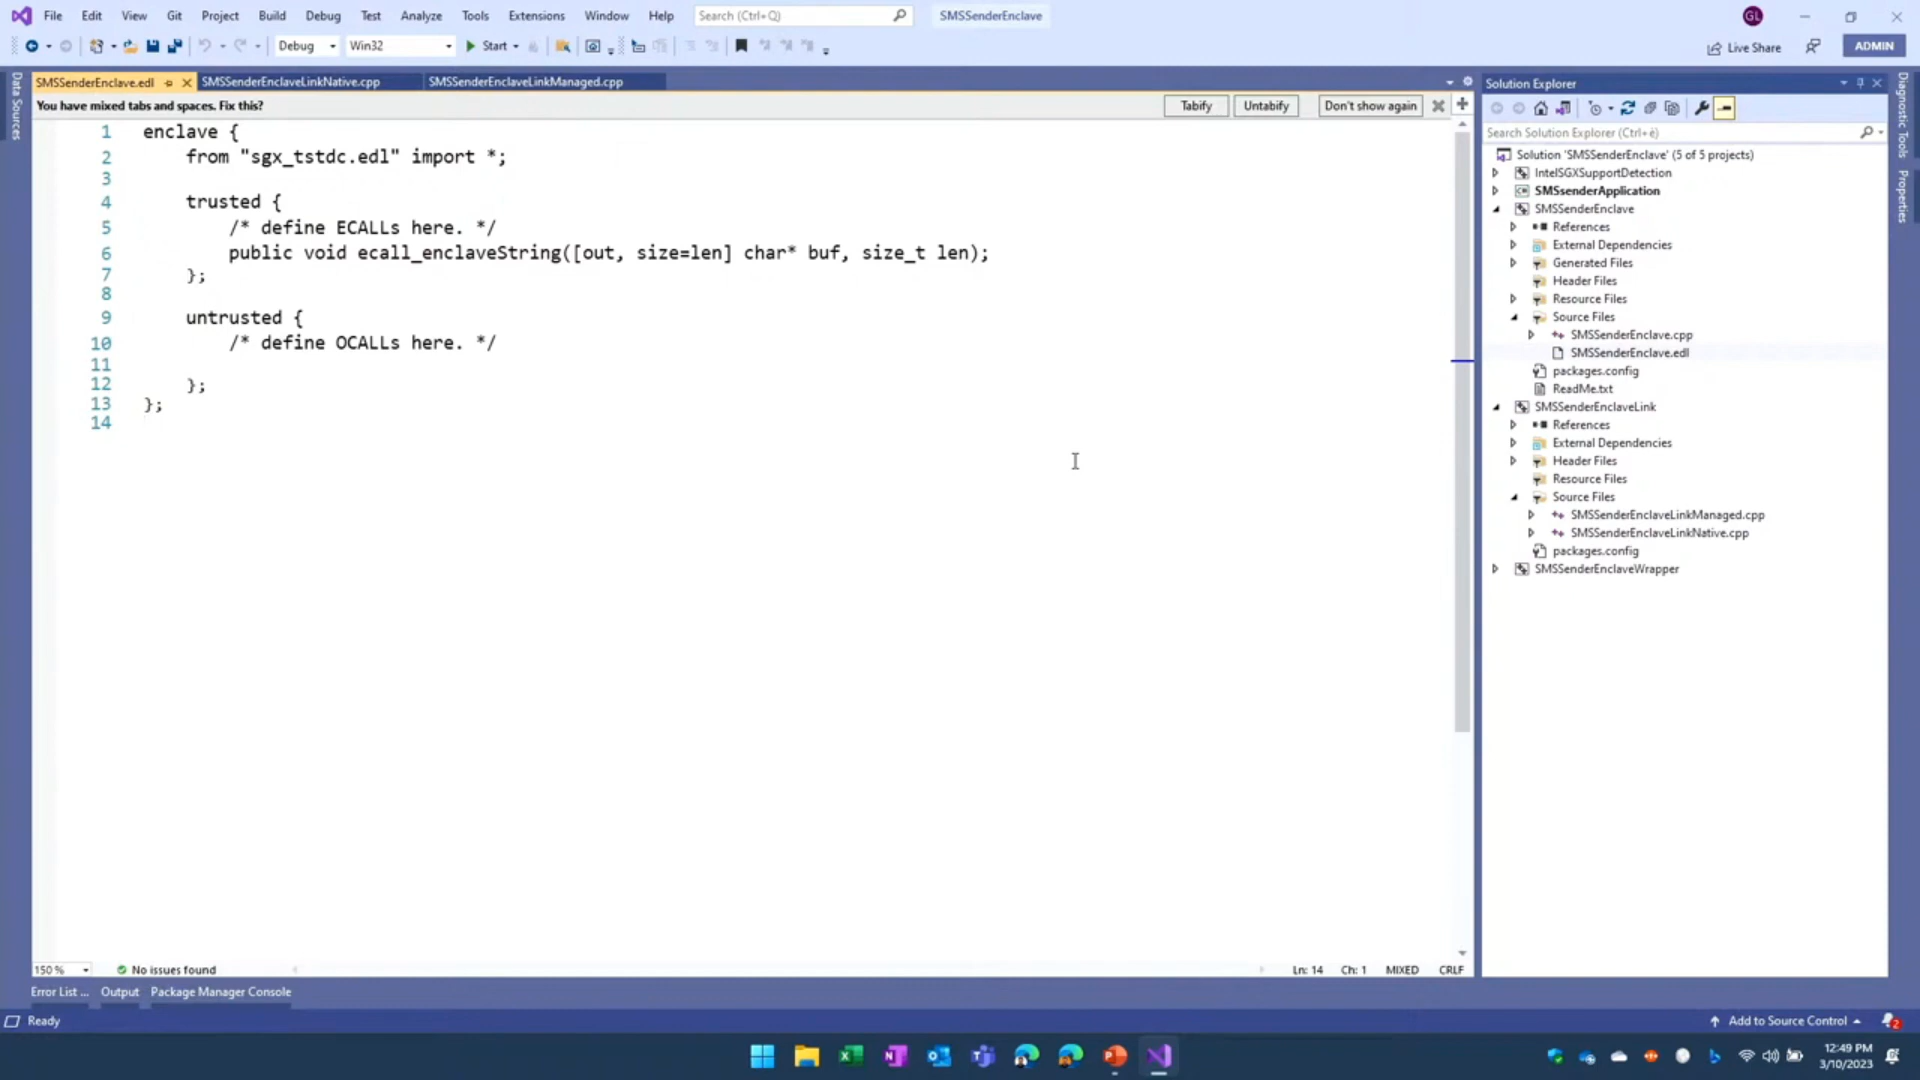 File Edit View Git Project Build Debug Test Analyze Tools Extensions Window Help Search (Ctrl+Q) SMSSenderEnclave GL
Debug Win32 Start Live Share ADMIN
SMSSenderEnclave.edl SMSSenderEnclaveLinkNative.cpp SMSSenderEnclaveLinkManaged.cpp
You have mixed tabs and spaces. Fix this? Tabify Untabify Don't show again
Data Sources
1 enclave {
2 from "sgx_tstdc.edl" import *;
3
4 trusted {
5 /* define ECALLs here. */
6 public void ecall_enclaveString([out, size=len] char* buf, size_t len);
7 };
8
9 untrusted {
10 /* define OCALLs here. */
11
12 };
13 };
14
150 % No issues found Ln: 14 Ch: 1 MIXED CRLF
Solution Explorer
Search Solution Explorer (Ctrl+è)
Solution 'SMSSenderEnclave' (5 of 5 projects)
IntelSGXSupportDetection
SMSsenderApplication
SMSSenderEnclave
References
External Dependencies
Generated Files
Header Files
Resource Files
Source Files
SMSSenderEnclave.cpp
SMSSenderEnclave.edl
packages.config
ReadMe.txt
SMSSenderEnclaveLink
References
External Dependencies
Header Files
Resource Files
Source Files
SMSSenderEnclaveLinkManaged.cpp
SMSSenderEnclaveLinkNative.cpp
packages.config
SMSSenderEnclaveWrapper
Diagnostic Tools
Properties
Error List ... Output Package Manager Console
Ready Add to Source Control 2
12:49 PM
3/10/2023